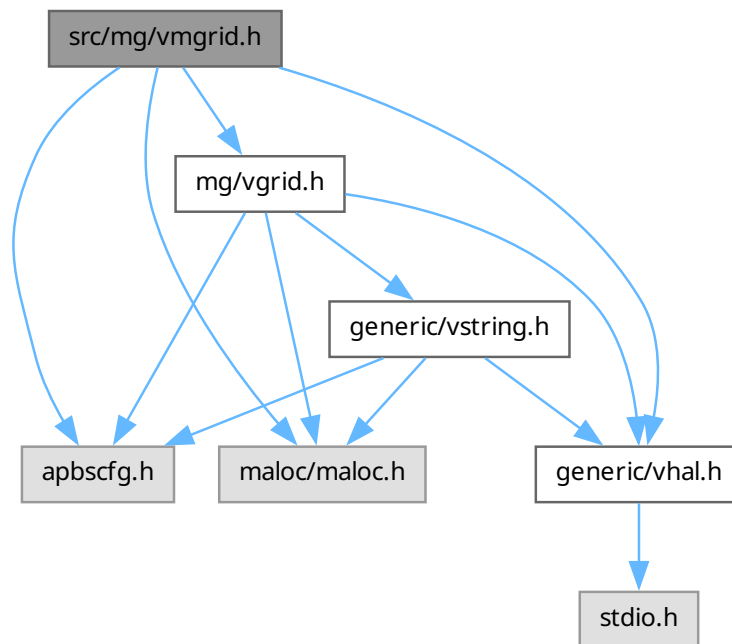 src/mg/vmgrid.h
mg/vgrid.h
generic/vstring.h
apbscfg.h
maloc/maloc.h
generic/vhal.h
stdio.h